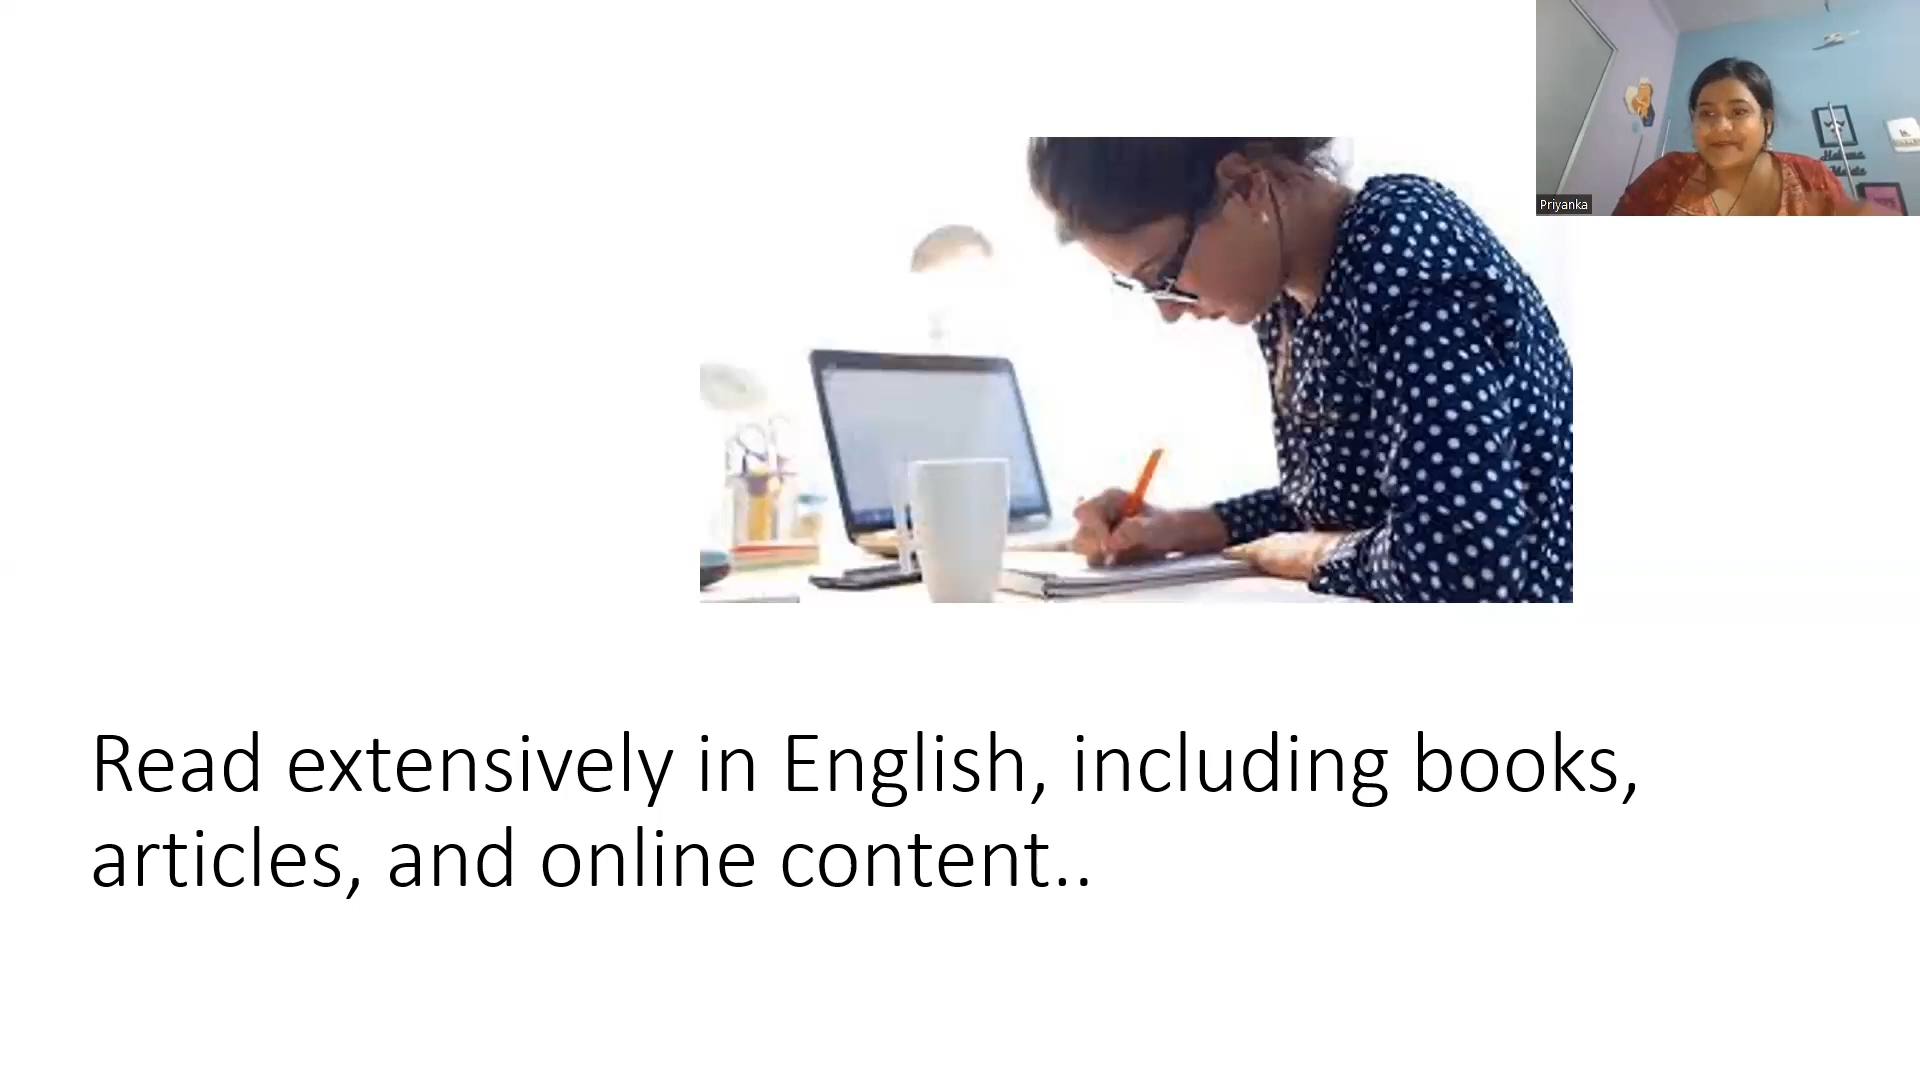 Priyanka
Read extensively in English, including books,
articles, and online content..